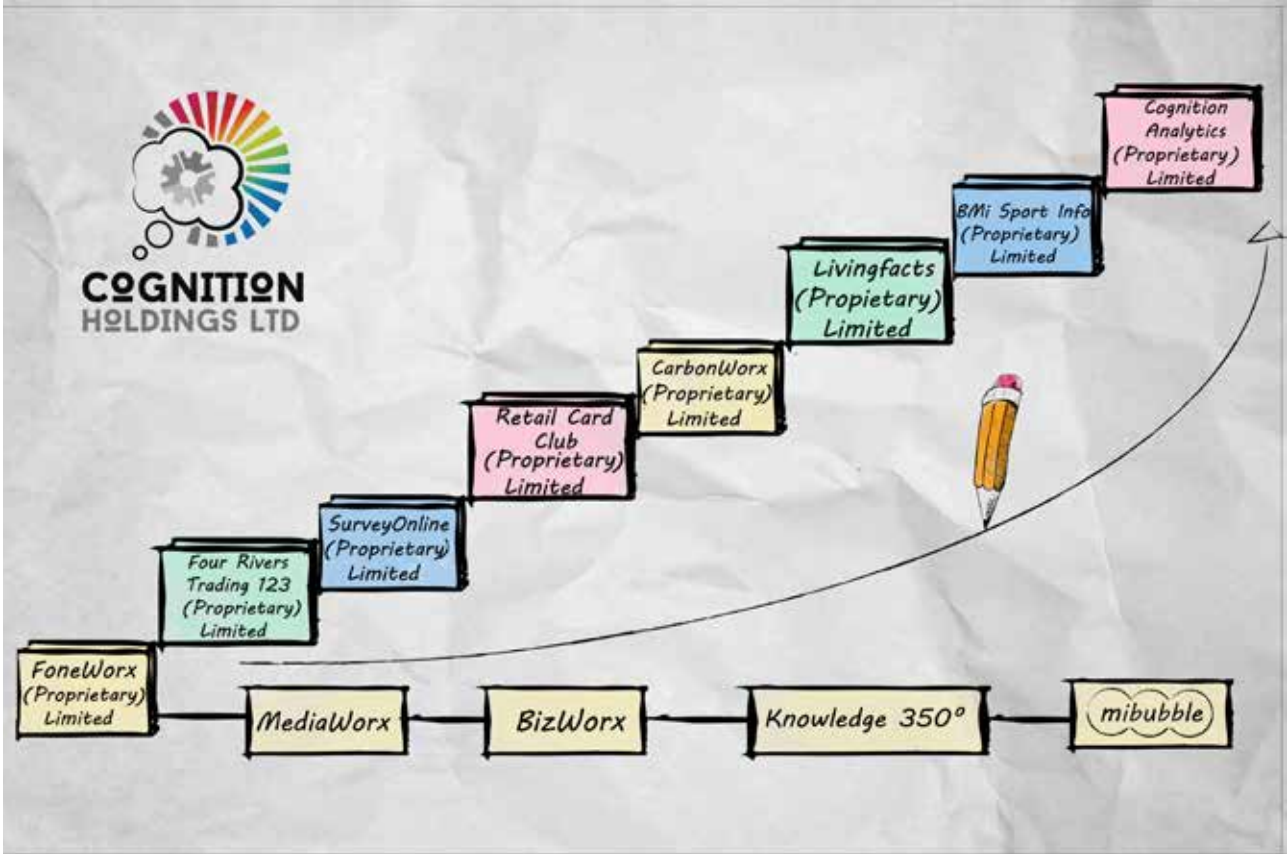 COGNITION
HOLDINGS LTD
Cognition
Analytics
(Proprietary)
Limited
BMi Sport Info
(Proprietary)
Limited
Livingfacts
(Propietary)
Limited
CarbonWorx
(Proprietary)
Limited
Retail Card
Club
(Proprietary)
Limited
SurveyOnline
(Proprietary)
Limited
Four Rivers
Trading 123
(Proprietary)
Limited
FoneWorx
(Proprietary)
Limited
MediaWorx
BizWorx
Knowledge 350°
mibubble